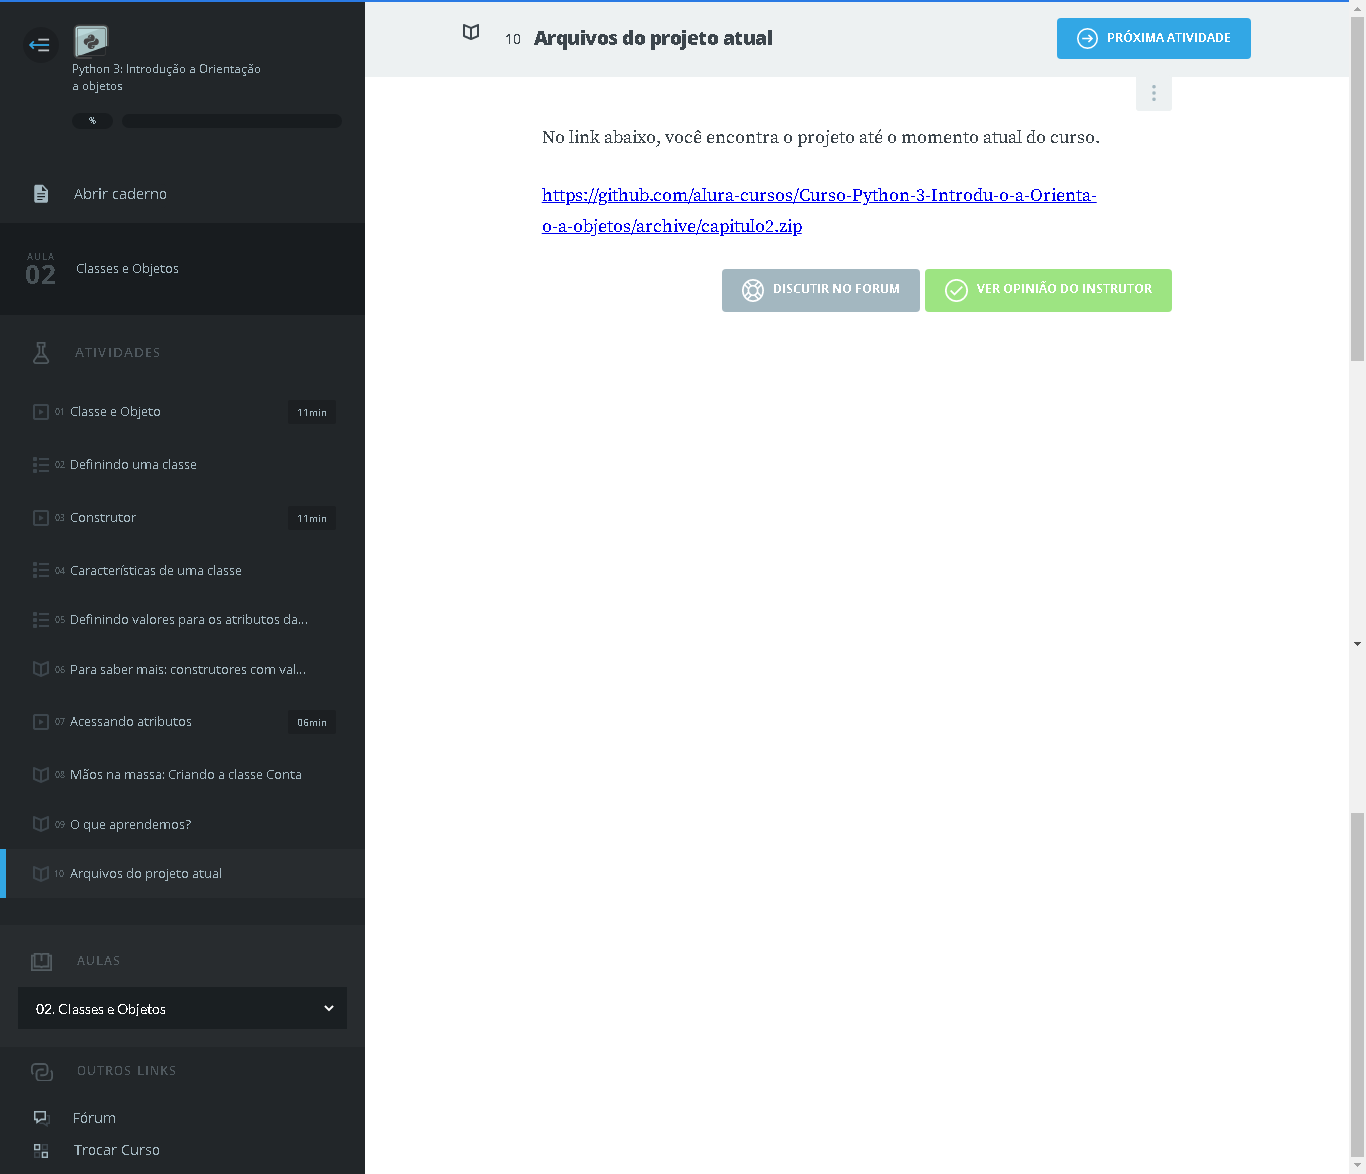 Python 3: Introdução a Orientação
a objetos
%
Abrir caderno
AULA
02
Classes e Objetos
ATIVIDADES
01 Classe e Objeto 11min
02 Definindo uma classe
03 Construtor 11min
04 Características de uma classe
05 Definindo valores para os atributos da...
06 Para saber mais: construtores com val...
07 Acessando atributos 06min
08 Mãos na massa: Criando a classe Conta
09 O que aprendemos?
10 Arquivos do projeto atual
AULAS
02. Classes e Objetos
OUTROS LINKS
Fórum
Trocar Curso
10 Arquivos do projeto atual
PRÓXIMA ATIVIDADE
No link abaixo, você encontra o projeto até o momento atual do curso.
https://github.com/alura-cursos/Curso-Python-3-Introdu-o-a-Orienta-
o-a-objetos/archive/capitulo2.zip
DISCUTIR NO FORUM
VER OPINIÃO DO INSTRUTOR